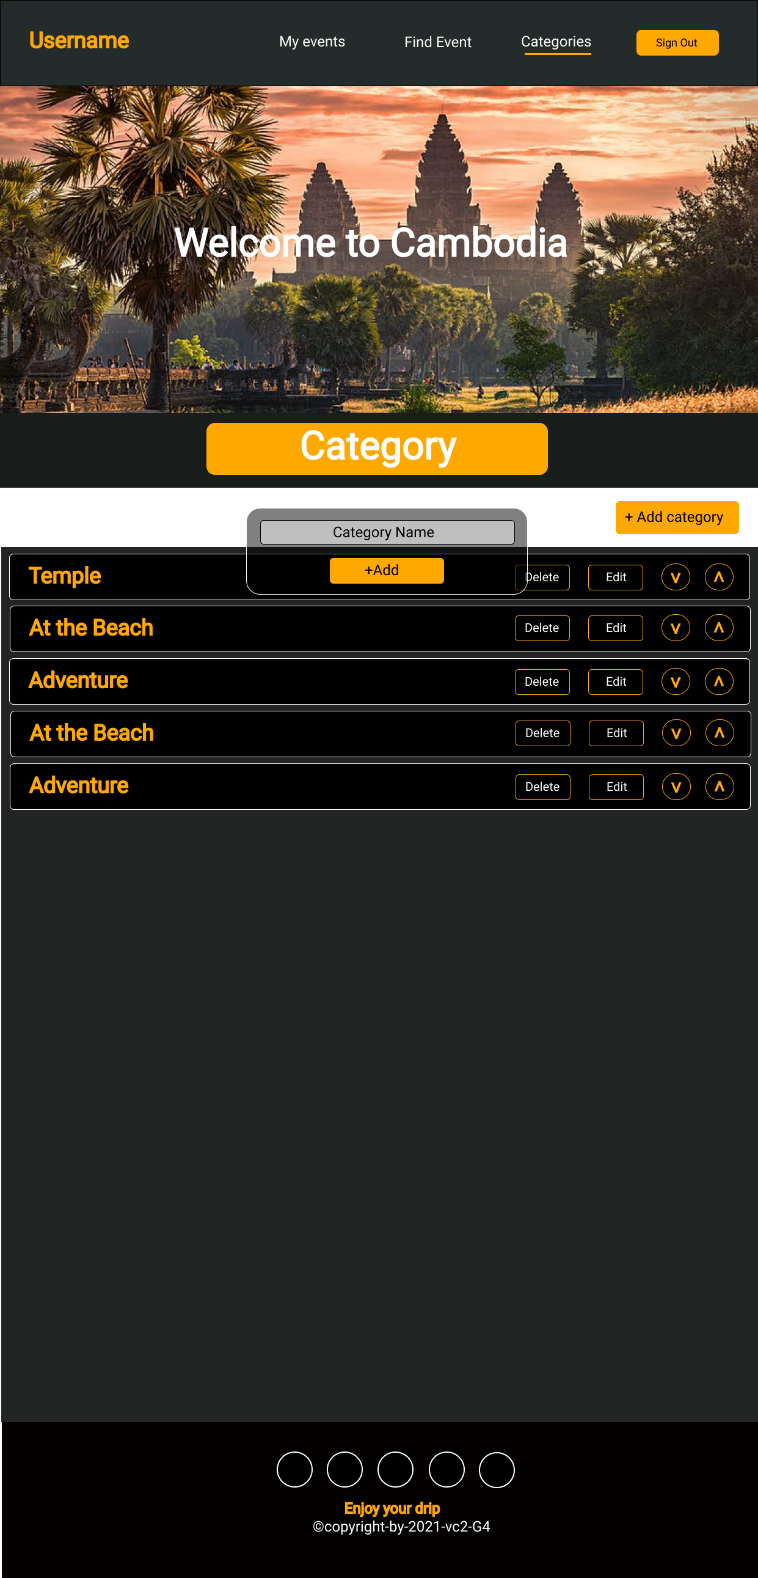 Username
My events
Find Event
Categories
Sign Out
Welcome to Cambodia
Category
+ Add category
Category Name
+Add
Temple
Delete
Edit
v
^
At the Beach
Delete
Edit
v
^
Adventure
Delete
Edit
v
^
At the Beach
Delete
Edit
v
^
Adventure
Delete
Edit
v
^
Enjoy your drip
©copyright-by-2021-vc2-G4